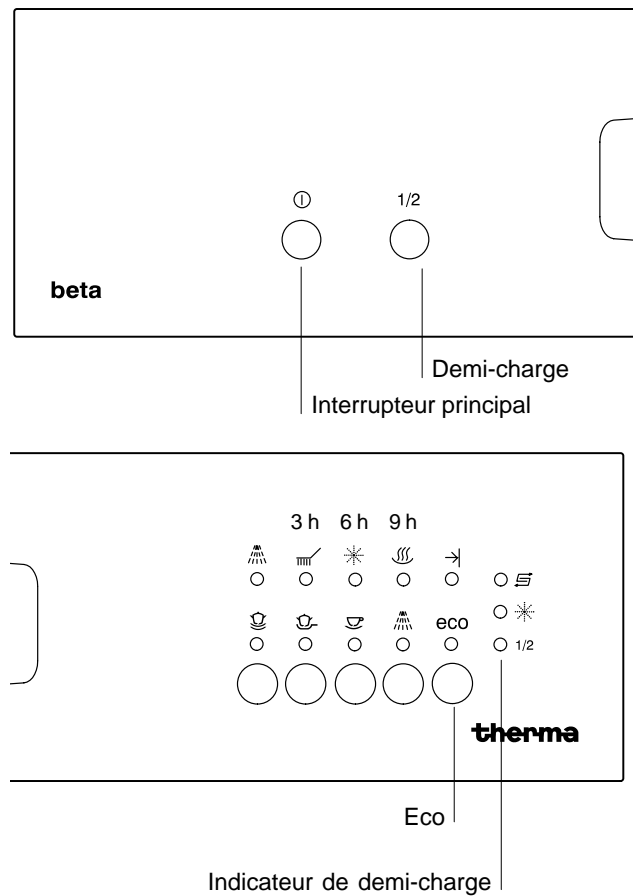 1/2
beta
Demi-charge
Interrupteur principal
3 h 6 h 9 h
eco
1/2
therma
Eco
Indicateur de demi-charge